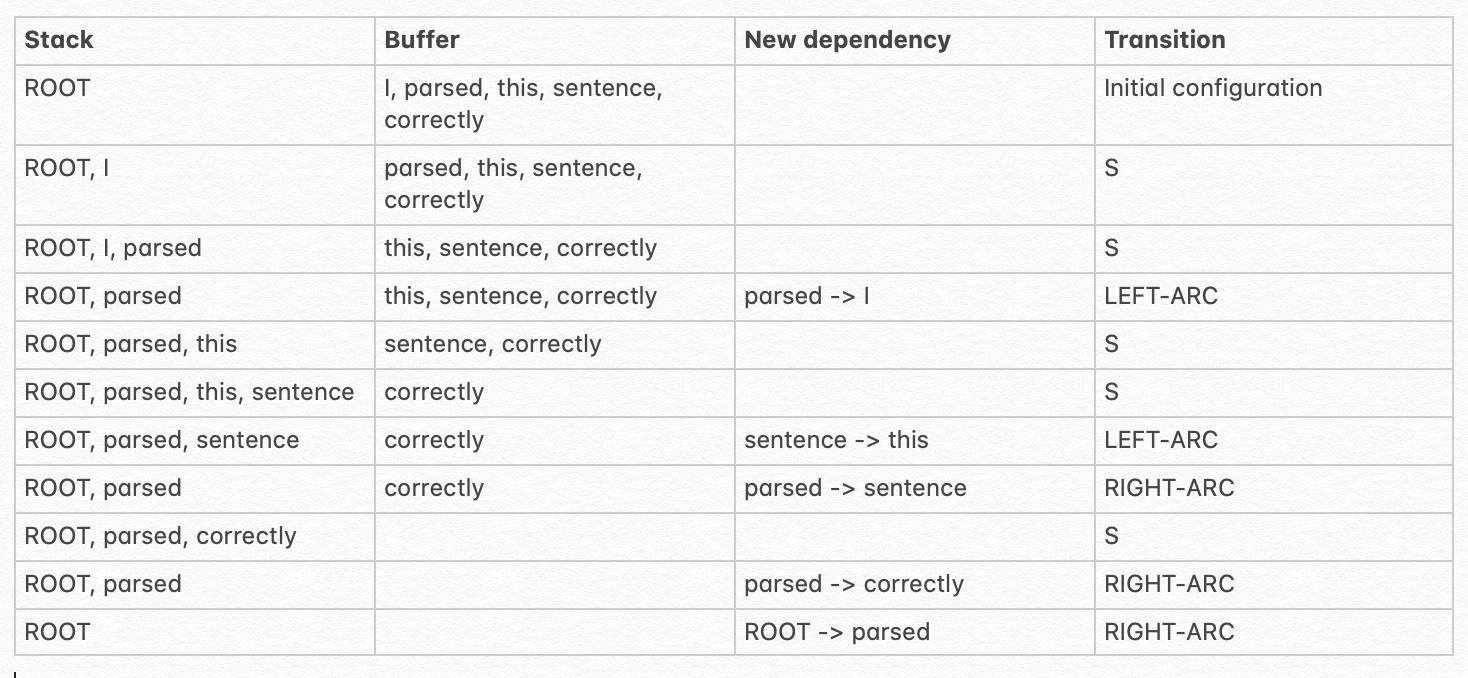 Stack Buffer New dependency Transition
ROOT I, parsed, this, sentence, Initial configuration
correctly
ROOT, I parsed, this, sentence, S
correctly
ROOT, I, parsed this, sentence, correctly S
ROOT, parsed this, sentence, correctly parsed -> I LEFT-ARC
ROOT, parsed, this sentence, correctly S
ROOT, parsed, this, sentence correctly S
ROOT, parsed, sentence correctly sentence -> this LEFT-ARC
ROOT, parsed correctly parsed -> sentence RIGHT-ARC
ROOT, parsed, correctly S
ROOT, parsed parsed -> correctly RIGHT-ARC
ROOT ROOT -> parsed RIGHT-ARC